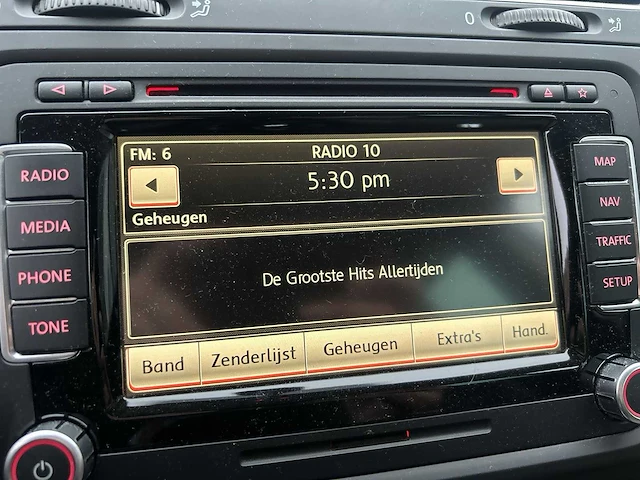 0
RADIO
MEDIA
PHONE
TONE
FM: 6
RADIO 10
5:30 pm
Geheugen
De Grootste Hits Allertijden
Band
Zenderlijst
Geheugen
Extra's
Hand.
MAP
NAV
TRAFFIC
SETUP